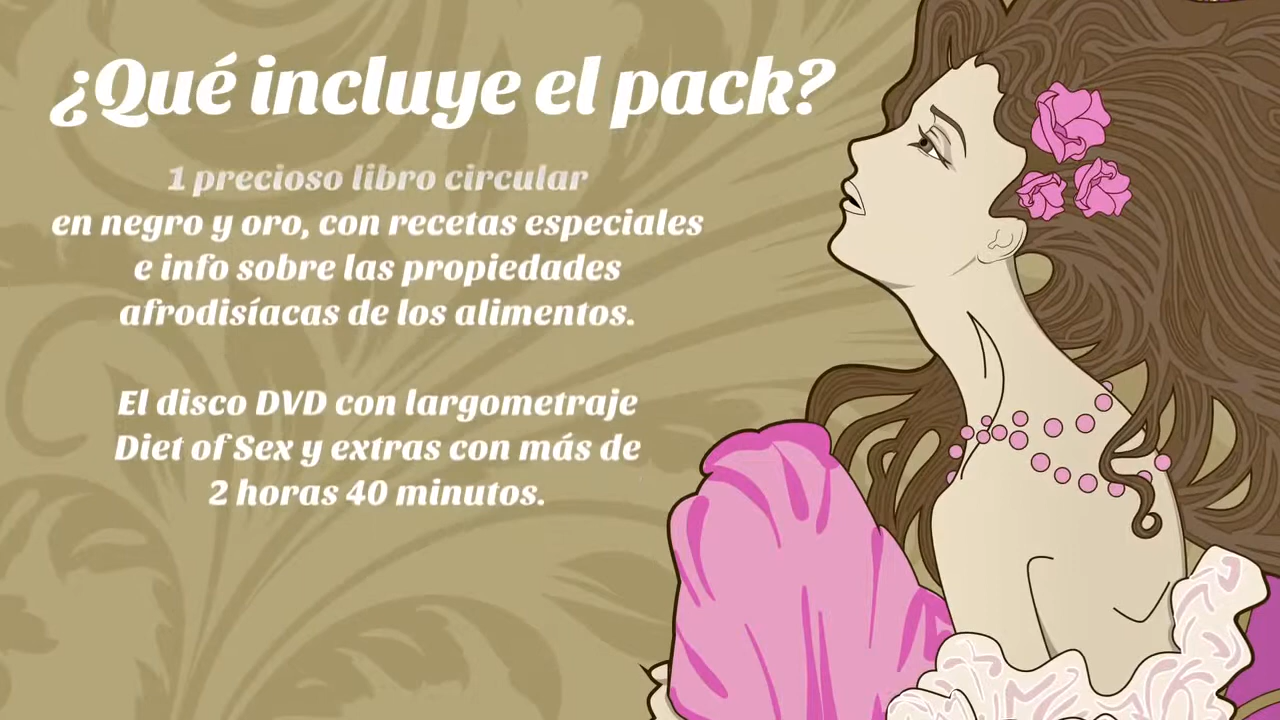 ¿Qué incluye el pack?
1 precioso libro circular
en negro y oro, con recetas especiales
e info sobre las propiedades
afrodisíacas de los alimentos.
El disco DVD con largometraje
Diet of Sex y extras con más de
2 horas 40 minutos.